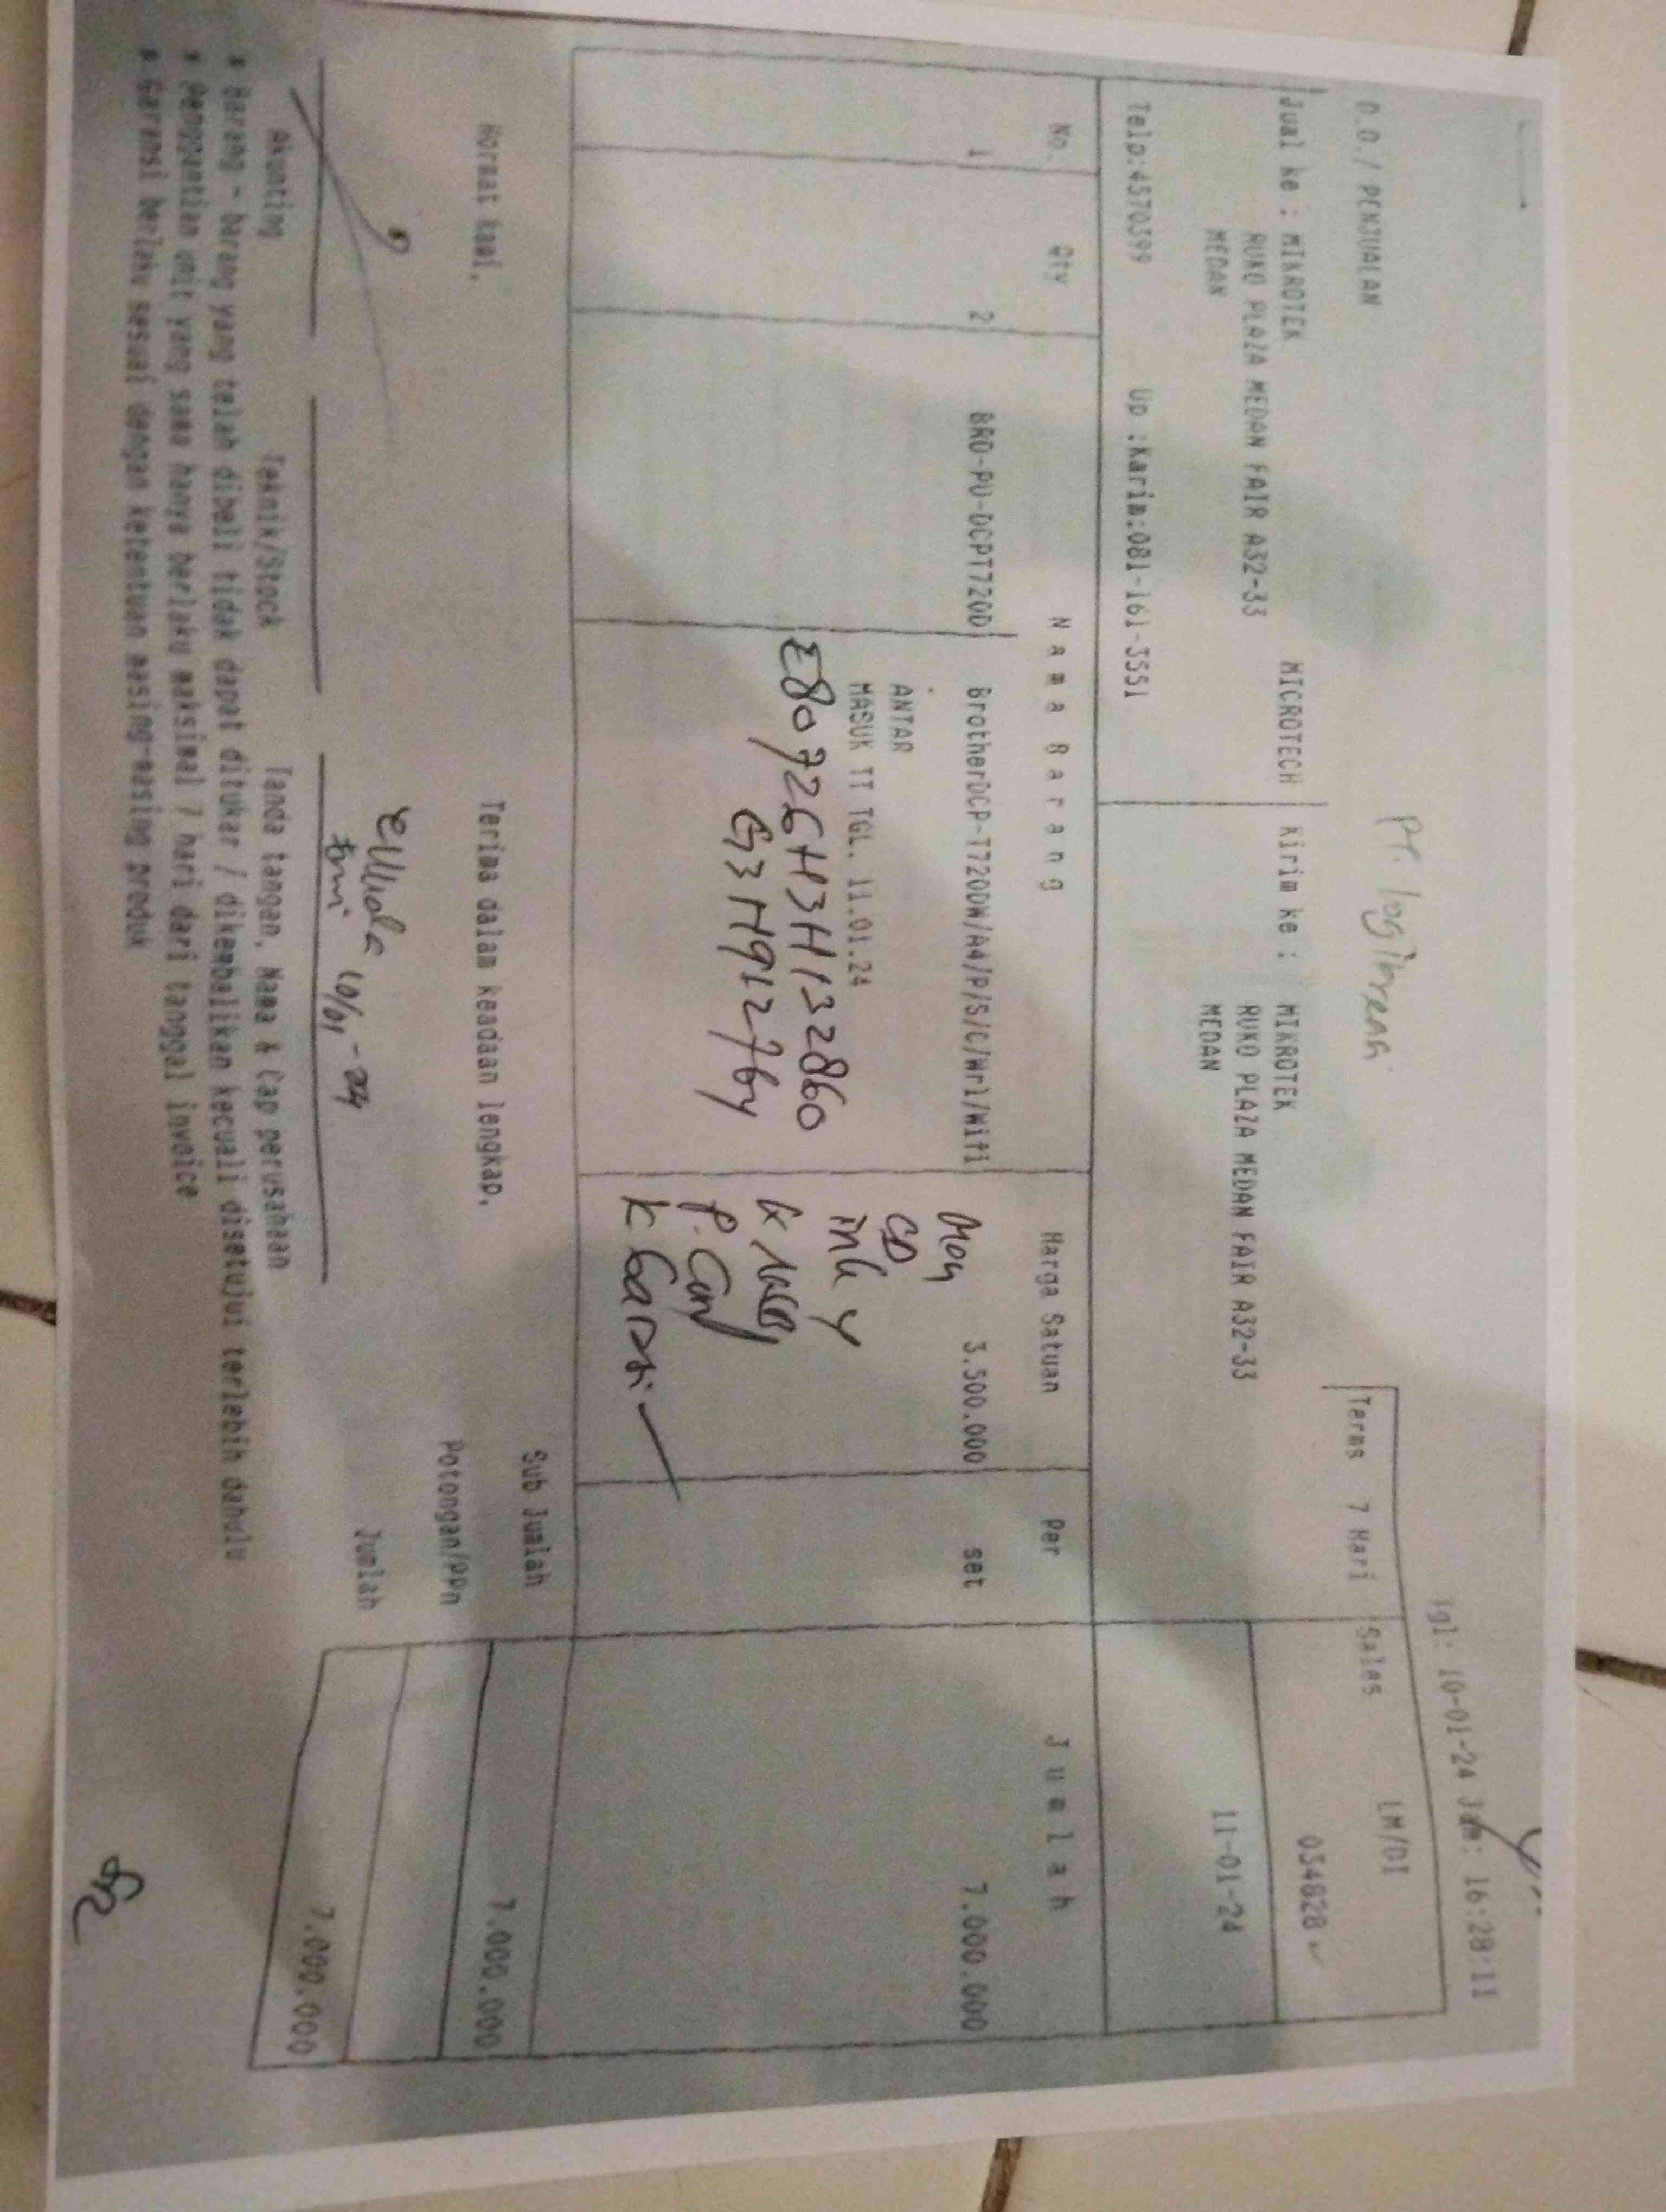 Tgl: 10-01-24 Jam: 16:28:11
D.O./ PENJUALAN
PT.
Terms 7 Hari
Sales LM/DI
Jual ke : MIKROTEK MICROTECH
RUKO PLAZA MEDAN FAIR A32-33
MEDAN
Kirim ke : MIKROTEK
RUKO PLAZA MEDAN FAIR A32-33
MEDAN
034828
11-01-24
Telp:4570399 Up :Karim:081-161-3551
No. Qty Nama Barang Harga Satuan Per Jumlah
1 2 BRO-PU-DCPT720D BrotherDCP-T720DW/A4/P/S/C/Wrl/Wifi 3.500.000 set 7.000.000
ANTAR
MASUK TT TGL. 11.01.24
E80726H3H132860
G3H912764
CD
ink 4
K Garansi
Hormat kami,
Terima dalam keadaan lengkap,
Sub Jumlah 7.000.000
Potongan/PPn
Jumlah 7.000.000
10/01-24
Akunting
Teknik/Stock
Tanda tangan, Nama & Cap perusahaan
* Barang - barang yang telah dibeli tidak dapat ditukar / dikembalikan kecuali disetujui terlebih dahulu
* Penggantian unit yang sama hanya berlaku maksimal 7 hari dari tanggal invoice
* Garansi berlaku sesuai dengan ketentuan masing-masing produk